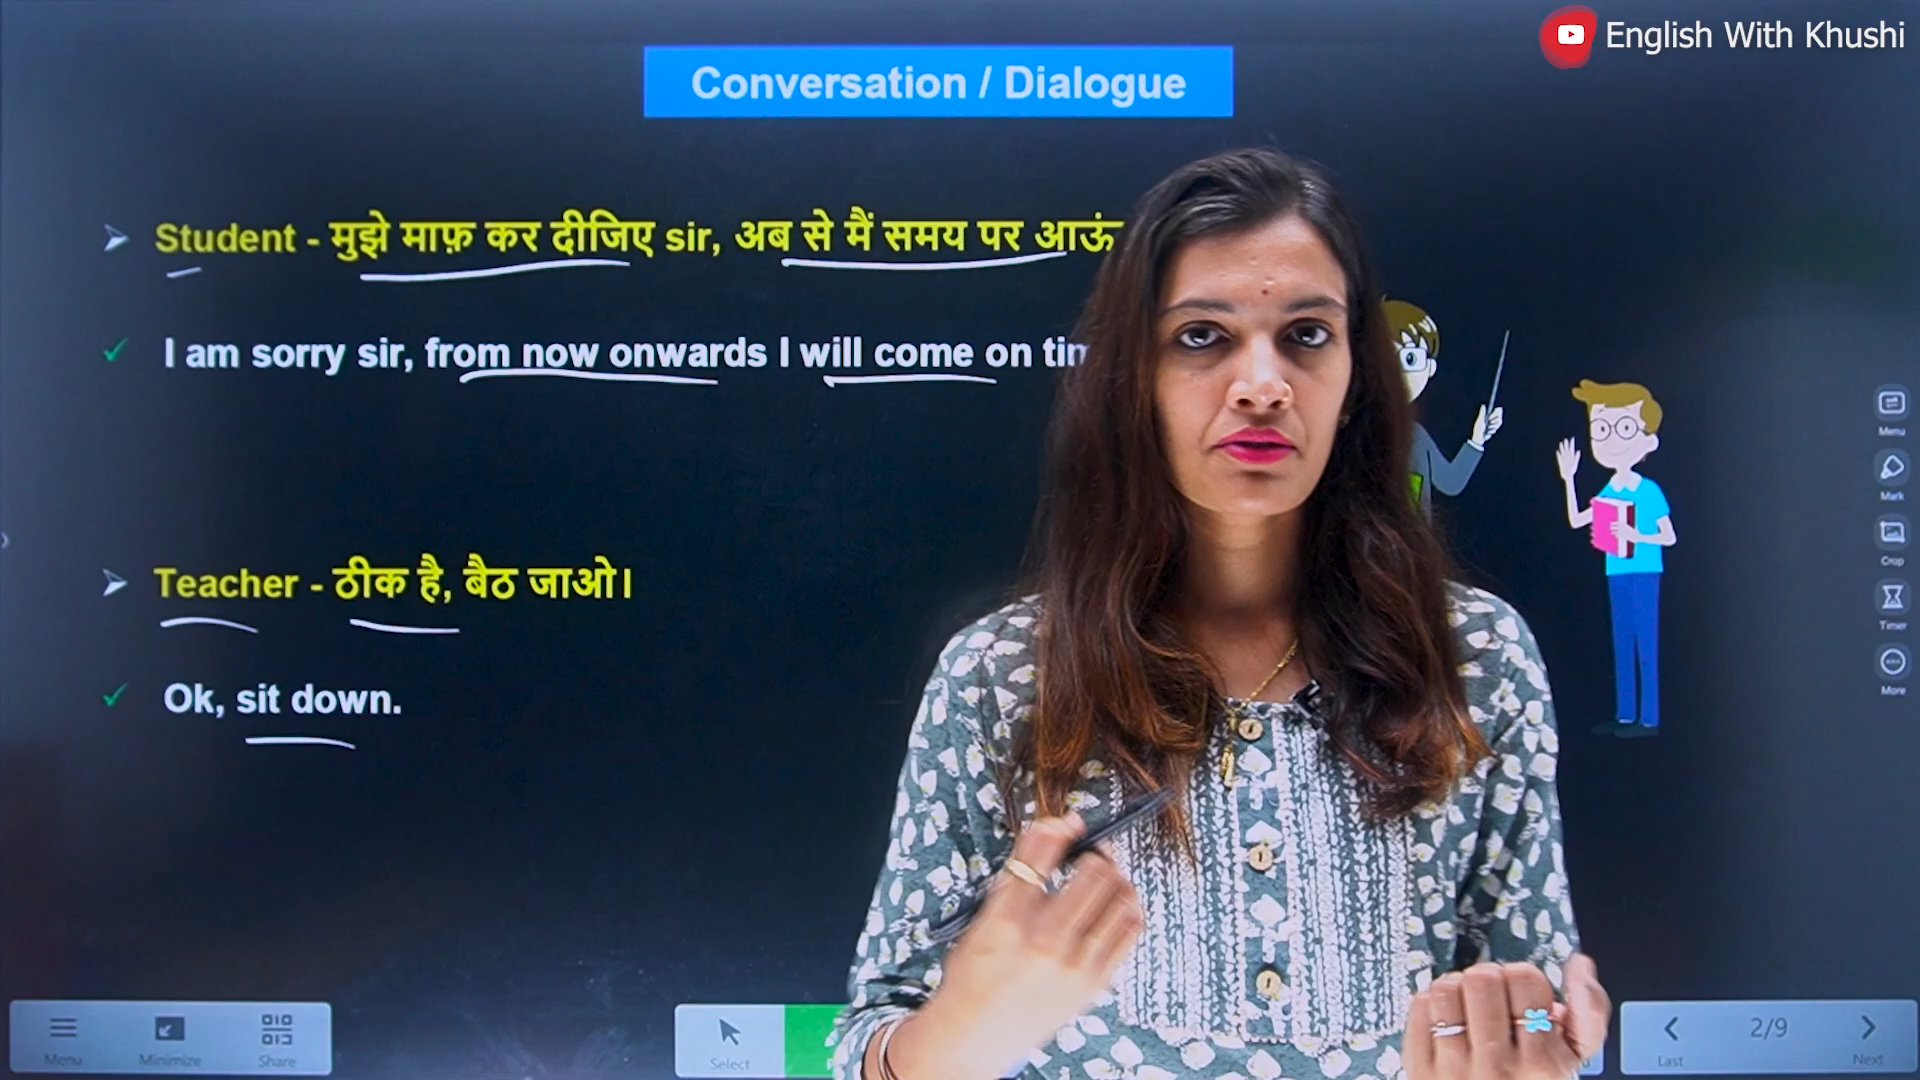 English With Khushi
Conversation / Dialogue
Student - मुझे माफ़ कर दीजिए sir, अब से मैं समय पर
I am sorry sir, from now onwards I will come on
Teacher - ठीक है, बैठ जाओ।
Ok, sit down.
Menu
Mark
Crop
Timer
More
Menu Minimize Share
Select
2/9
Last Next